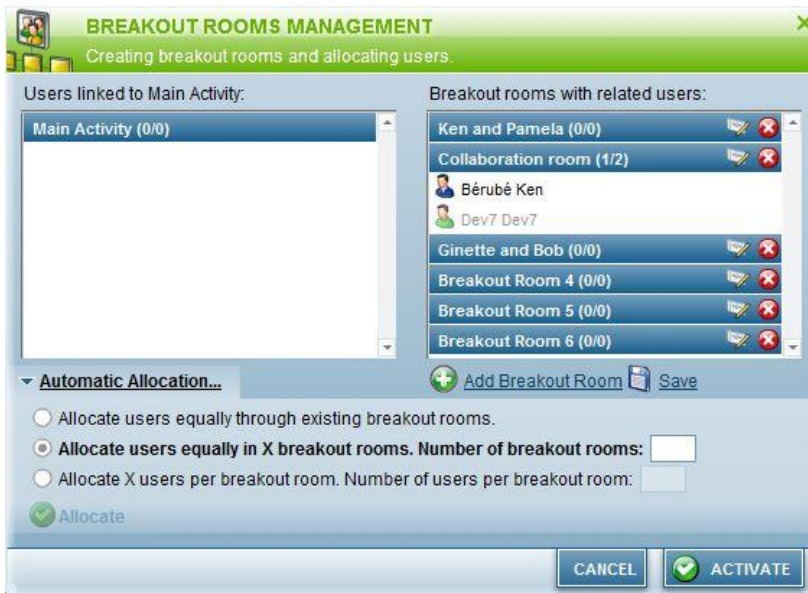 BREAKOUT ROOMS MANAGEMENT
Creating breakout rooms and allocating users.
Users linked to Main Activity:
Main Activity (0/0)
Breakout rooms with related users:
Ken and Pamela (0/0)
Collaboration room (1/2)
Bérubé Ken
Dev7 Dev7
Ginette and Bob (0/0)
Breakout Room 4 (0/0)
Breakout Room 5 (0/0)
Breakout Room 6 (0/0)
Add Breakout Room Save
Automatic Allocation...
Allocate users equally through existing breakout rooms.
Allocate users equally in X breakout rooms. Number of breakout rooms:
Allocate X users per breakout room. Number of users per breakout room:
Allocate
CANCEL ACTIVATE